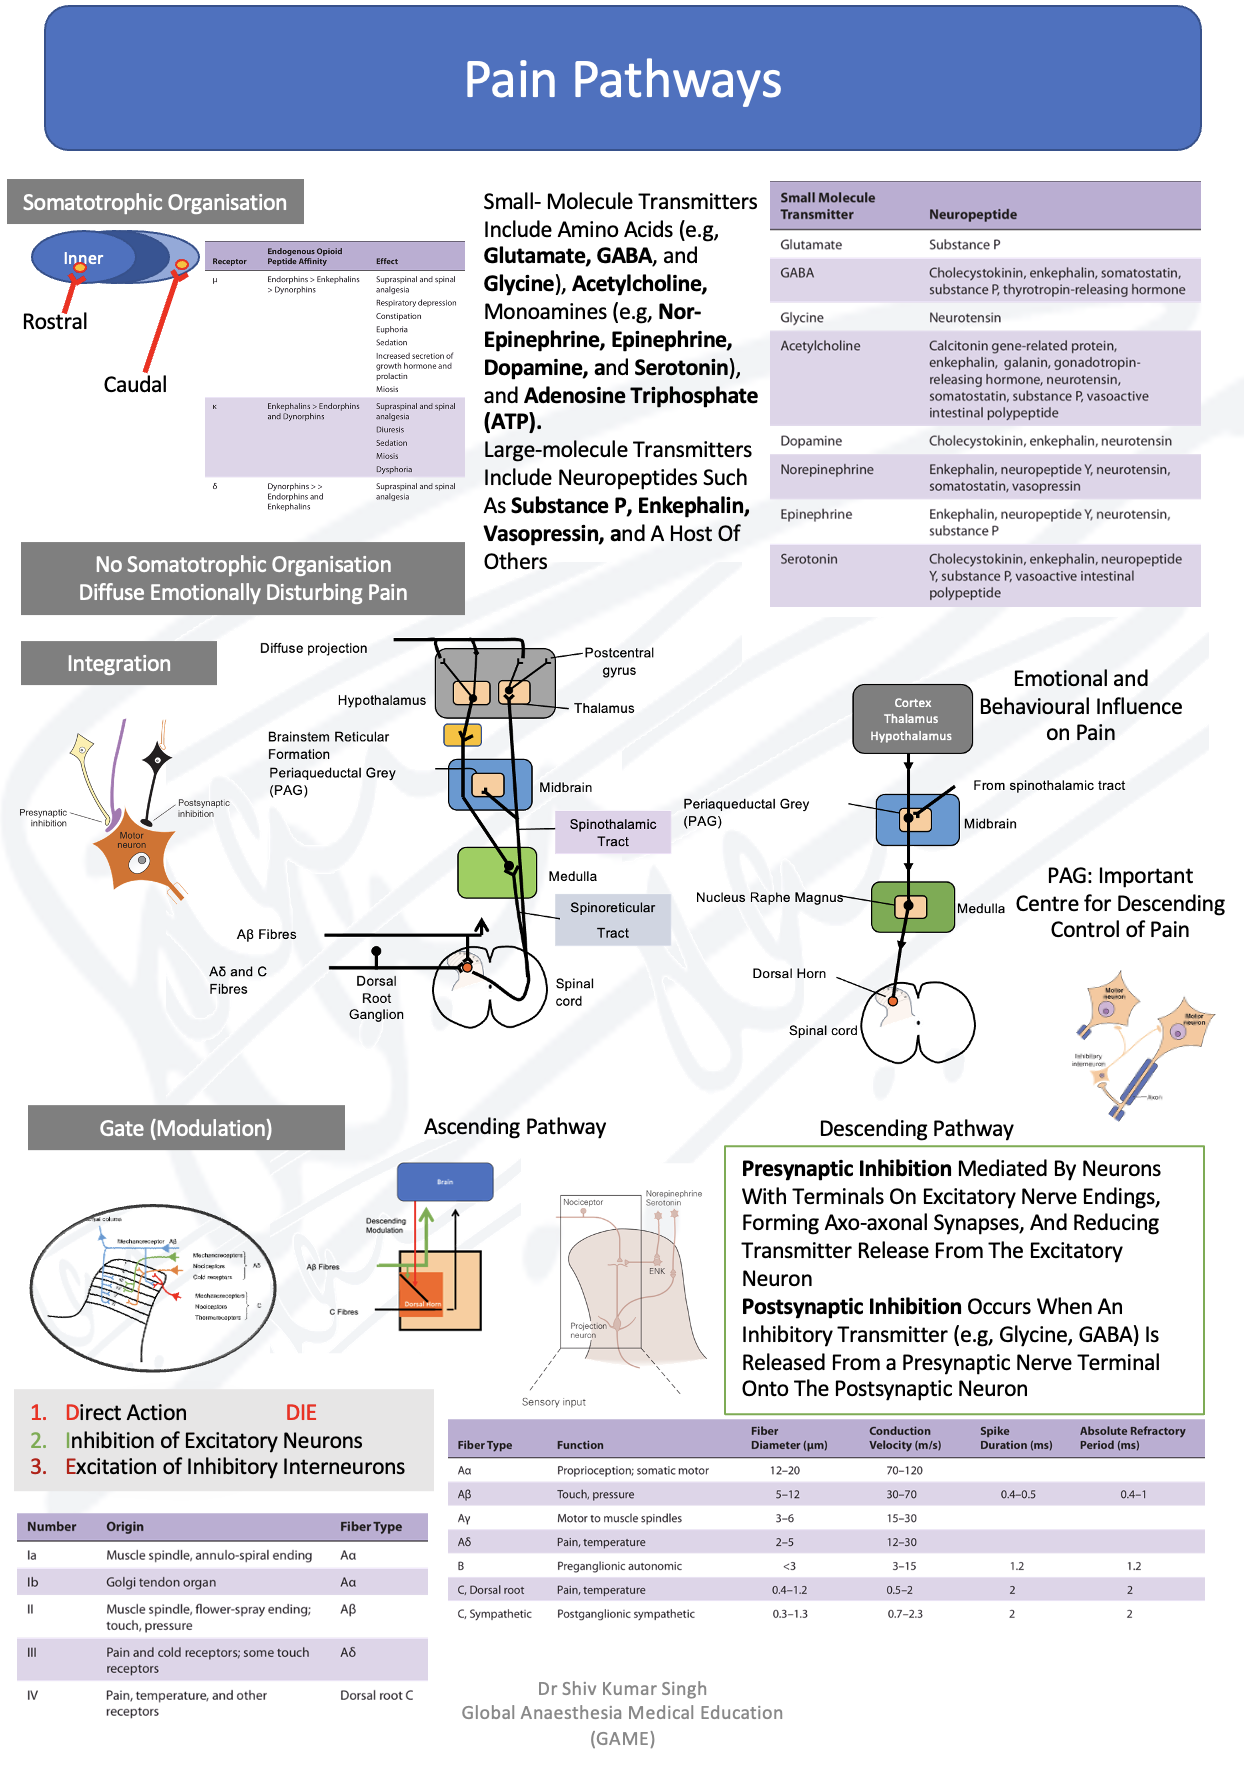 Pain Pathways
Somatotrophic Organisation
Inner
Rostral
Caudal
Receptor
Endogenous Opioid
Peptide Affinity
Effect
μ
Endorphins > Enkephalins
> Dynorphins
Supraspinal and spinal
analgesia
Respiratory depression
Constipation
Euphoria
Sedation
Increased secretion of
growth hormone and
prolactin
Miosis
κ
Enkephalins > Endorphins
and Dynorphins
Supraspinal and spinal
analgesia
Diuresis
Sedation
Miosis
Dysphoria
δ
Dynorphins > >
Endorphins and
Enkephalins
Supraspinal and spinal
analgesia
Small- Molecule Transmitters
Include Amino Acids (e.g,
Glutamate, GABA, and
Glycine), Acetylcholine,
Monoamines (e.g, Nor-
Epinephrine, Epinephrine,
Dopamine, and Serotonin),
and Adenosine Triphosphate
(ATP).
Large-molecule Transmitters
Include Neuropeptides Such
As Substance P, Enkephalin,
Vasopressin, and A Host Of
Others
Small Molecule
Transmitter
Neuropeptide
Glutamate
Substance P
GABA
Cholecystokinin, enkephalin, somatostatin,
substance P, thyrotropin-releasing hormone
Glycine
Neurotensin
Acetylcholine
Calcitonin gene-related protein,
enkephalin, galanin, gonadotropin-
releasing hormone, neurotensin,
somatostatin, substance P, vasoactive
intestinal polypeptide
Dopamine
Cholecystokinin, enkephalin, neurotensin
Norepinephrine
Enkephalin, neuropeptide Y, neurotensin,
somatostatin, vasopressin
Epinephrine
Enkephalin, neuropeptide Y, neurotensin,
substance P
Serotonin
Cholecystokinin, enkephalin, neuropeptide
Y, substance P, vasoactive intestinal
polypeptide
No Somatotrophic Organisation
Diffuse Emotionally Disturbing Pain
Integration
Presynaptic
inhibition
Postsynaptic
inhibition
Motor
neuron
Diffuse projection
Postcentral
gyrus
Hypothalamus
Thalamus
Brainstem Reticular
Formation
Periaqueductal Grey
(PAG)
Midbrain
Spinothalamic
Tract
Medulla
Spinoreticular
Tract
Aβ Fibres
Aδ and C
Fibres
Dorsal
Root
Ganglion
Spinal
cord
Cortex
Thalamus
Hypothalamus
Emotional and
Behavioural Influence
on Pain
From spinothalamic tract
Periaqueductal Grey
(PAG)
Midbrain
Nucleus Raphe Magnus
Medulla
PAG: Important
Centre for Descending
Control of Pain
Dorsal Horn
Spinal cord
Motor
neuron
Motor
neuron
Inhibitory
interneuron
Axon
Gate (Modulation)
Ascending Pathway
Descending Pathway
Mechanoreceptor Aβ
Mechanoreceptors
Nociceptors
Cold receptors
Aδ
Mechanoreceptors
Nociceptors
Thermoreceptors
C
Brain
Descending
Modulation
Aβ Fibres
C Fibres
Dorsal Horn
Nociceptor
Norepinephrine
Serotonin
ENK
Projection
neuron
Sensory input
Presynaptic Inhibition Mediated By Neurons
With Terminals On Excitatory Nerve Endings,
Forming Axo-axonal Synapses, And Reducing
Transmitter Release From The Excitatory
Neuron
Postsynaptic Inhibition Occurs When An
Inhibitory Transmitter (e.g, Glycine, GABA) Is
Released From a Presynaptic Nerve Terminal
Onto The Postsynaptic Neuron
1. Direct Action DIE
2. Inhibition of Excitatory Neurons
3. Excitation of Inhibitory Interneurons
Number Origin Fiber Type
Ia Muscle spindle, annulo-spiral ending Aα
Ib Golgi tendon organ Aα
II Muscle spindle, flower-spray ending; Aβ
touch, pressure
III Pain and cold receptors; some touch Aδ
receptors
IV Pain, temperature, and other Dorsal root C
receptors
Fiber Type Function Fiber
Diameter (μm) Conduction
Velocity (m/s) Spike
Duration (ms) Absolute Refractory
Period (ms)
Aα Proprioception; somatic motor 12–20 70–120
Aβ Touch, pressure 5–12 30–70 0.4–0.5 0.4–1
Aγ Motor to muscle spindles 3–6 15–30
Aδ Pain, temperature 2–5 12–30
B Preganglionic autonomic <3 3–15 1.2 1.2
C, Dorsal root Pain, temperature 0.4–1.2 0.5–2 2 2
C, Sympathetic Postganglionic sympathetic 0.3–1.3 0.7–2.3 2 2
Dr Shiv Kumar Singh
Global Anaesthesia Medical Education
(GAME)